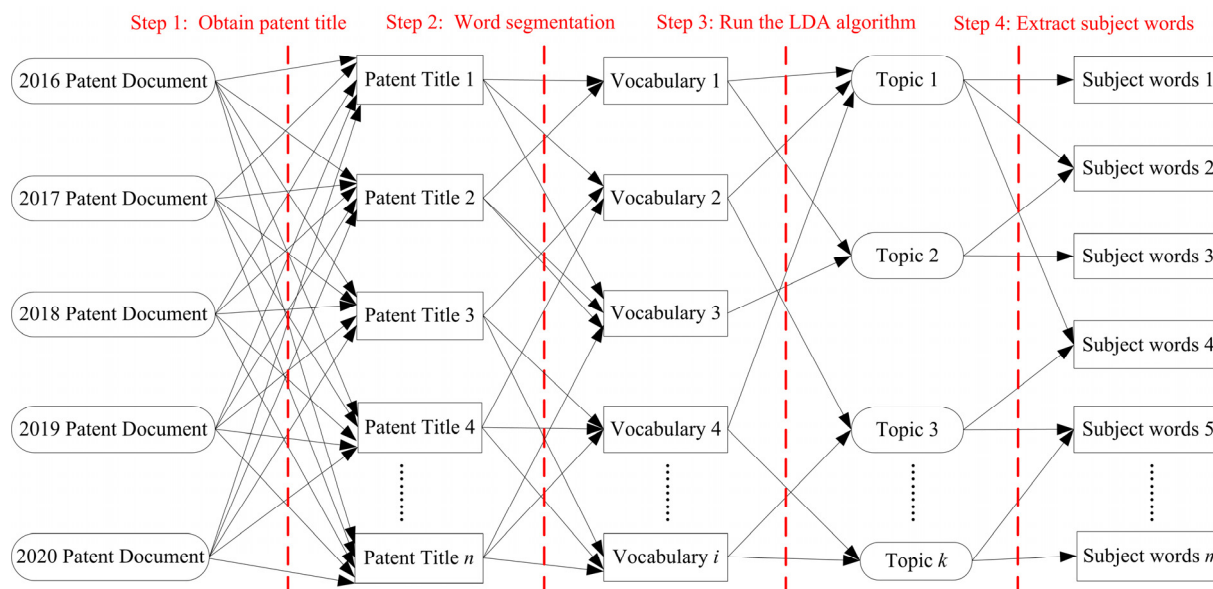 Step 1: Obtain patent title
Step 2: Word segmentation
Step 3: Run the LDA algorithm
Step 4: Extract subject words
2016 Patent Document
Patent Title 1
Vocabulary 1
Topic 1
Subject words 1
2017 Patent Document
Patent Title 2
Vocabulary 2
Subject words 2
Topic 2
Subject words 3
2018 Patent Document
Patent Title 3
Vocabulary 3
Subject words 4
2019 Patent Document
Patent Title 4
Vocabulary 4
Topic 3
Subject words 5
2020 Patent Document
Patent Title n
Vocabulary i
Topic k
Subject words